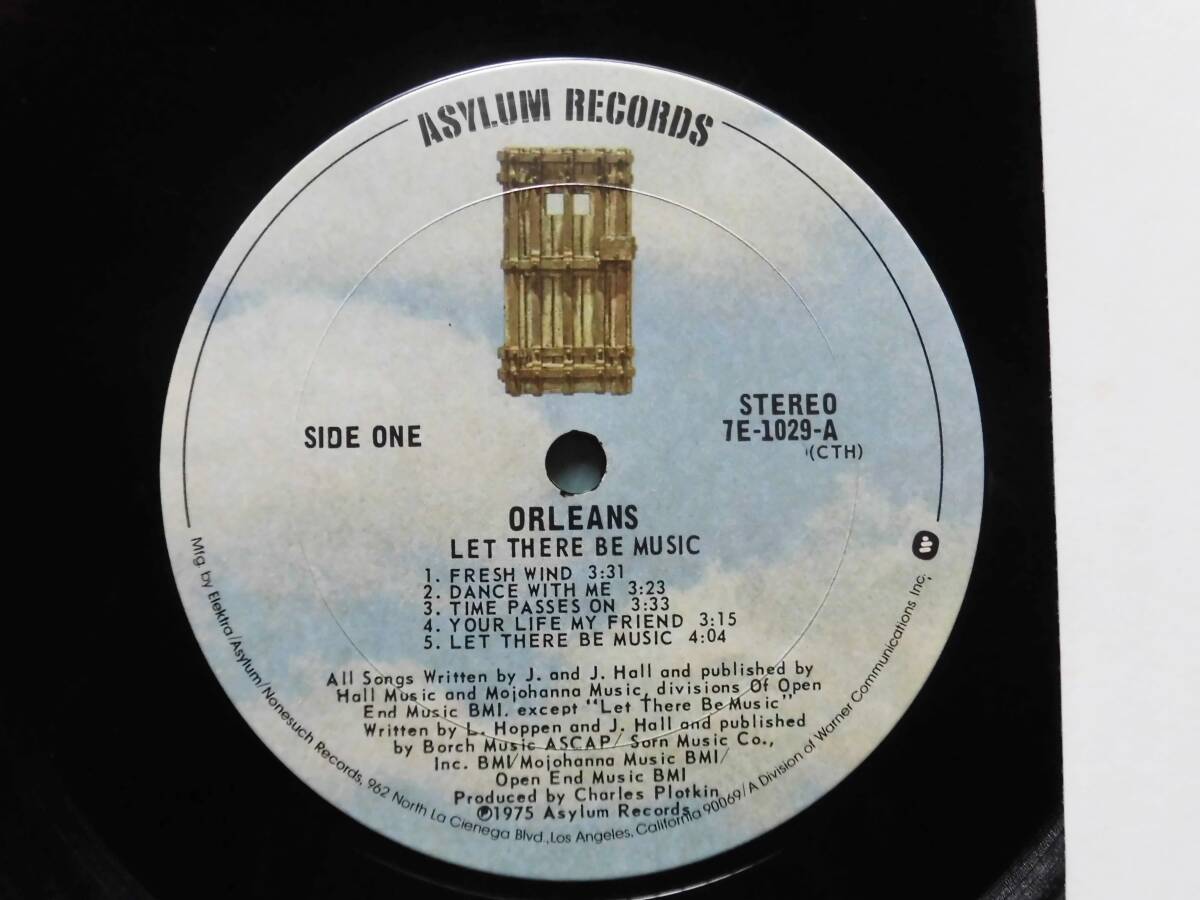 ASYLUM RECORDS
SIDE ONE
STEREO
7E-1029-A
(CTH)
ORLEANS
LET THERE BE MUSIC
1. FRESH WIND 3:31
2. DANCE WITH ME 3:23
3. TIME PASSES ON 3:33
4. YOUR LIFE MY FRIEND 3:15
5. LET THERE BE MUSIC 4:04
All Songs Written by J. and J. Hall and published by
Hall Music and Mojohanna Music, divisions Of Open
End Music BMI. except "Let There Be Music"
Written by L. Hoppen and J. Hall and published
by Borch Music ASCAP/ Sorn Music Co.,
Inc. BMI/Mojohanna Music BMI/
Open End Music BMI
Produced by Charles Plotkin
℗1975 Asylum Records
Mfg. by Elektra/Asylum/Nonesuch Records, 962 North La Cienega Blvd., Los Angeles, California 90069/A Division of Warner Communications Inc.